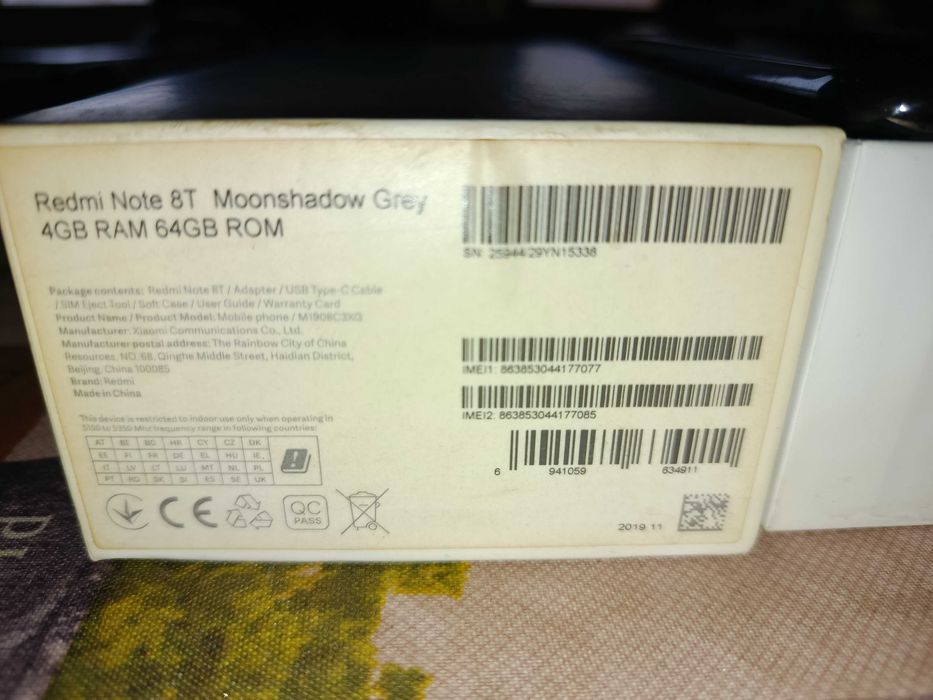 Redmi Note 8T Moonshadow Grey
4GB RAM 64GB ROM
Package contents: Redmi Note 8T / Adapter / USB Type-C Cable
/ SIM Eject Tool / Soft Case / User Guide / Warranty Card
Product Name / Product Model: Mobile phone / M1908C3XG
Manufacturer: Xiaomi Communications Co., Ltd.
Manufacturer postal address: The Rainbow City of China
Resources, NO. 68, Qinghe Middle Street, Haidian District,
Beijing, China 100085
Brand: Redmi
Made in China
This device is restricted to indoor use only when operating in
5150 to 5350 Mhz frequency range in following countries:
AT BE BG HR CY CZ DK
EE FI FR DE EL HU IE,
IT LV LT LU MT NL PL
PT RO SK SI ES SE UK
CE
QC
PASS
SN: 25944/29YN15338
IMEI1: 863853044177077
IMEI2: 863853044177085
6 941059 634911
2019.11